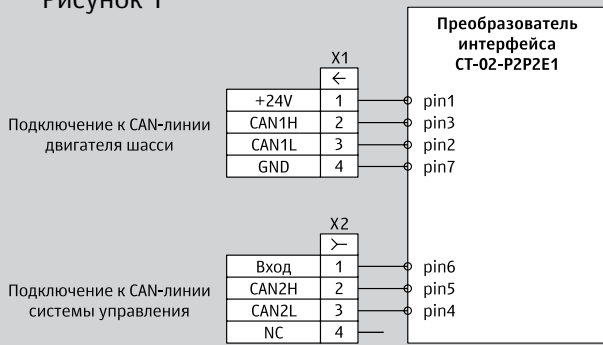 Рисунок 1
Преобразователь
интерфейса
CT-02-P2P2E1
X1
Подключение к CAN-линии
двигателя шасси
+24V 1 pin1
CAN1H 2 pin3
CAN1L 3 pin2
GND 4 pin7
X2
Подключение к CAN-линии
системы управления
Вход 1 pin6
CAN2H 2 pin5
CAN2L 3 pin4
NC 4